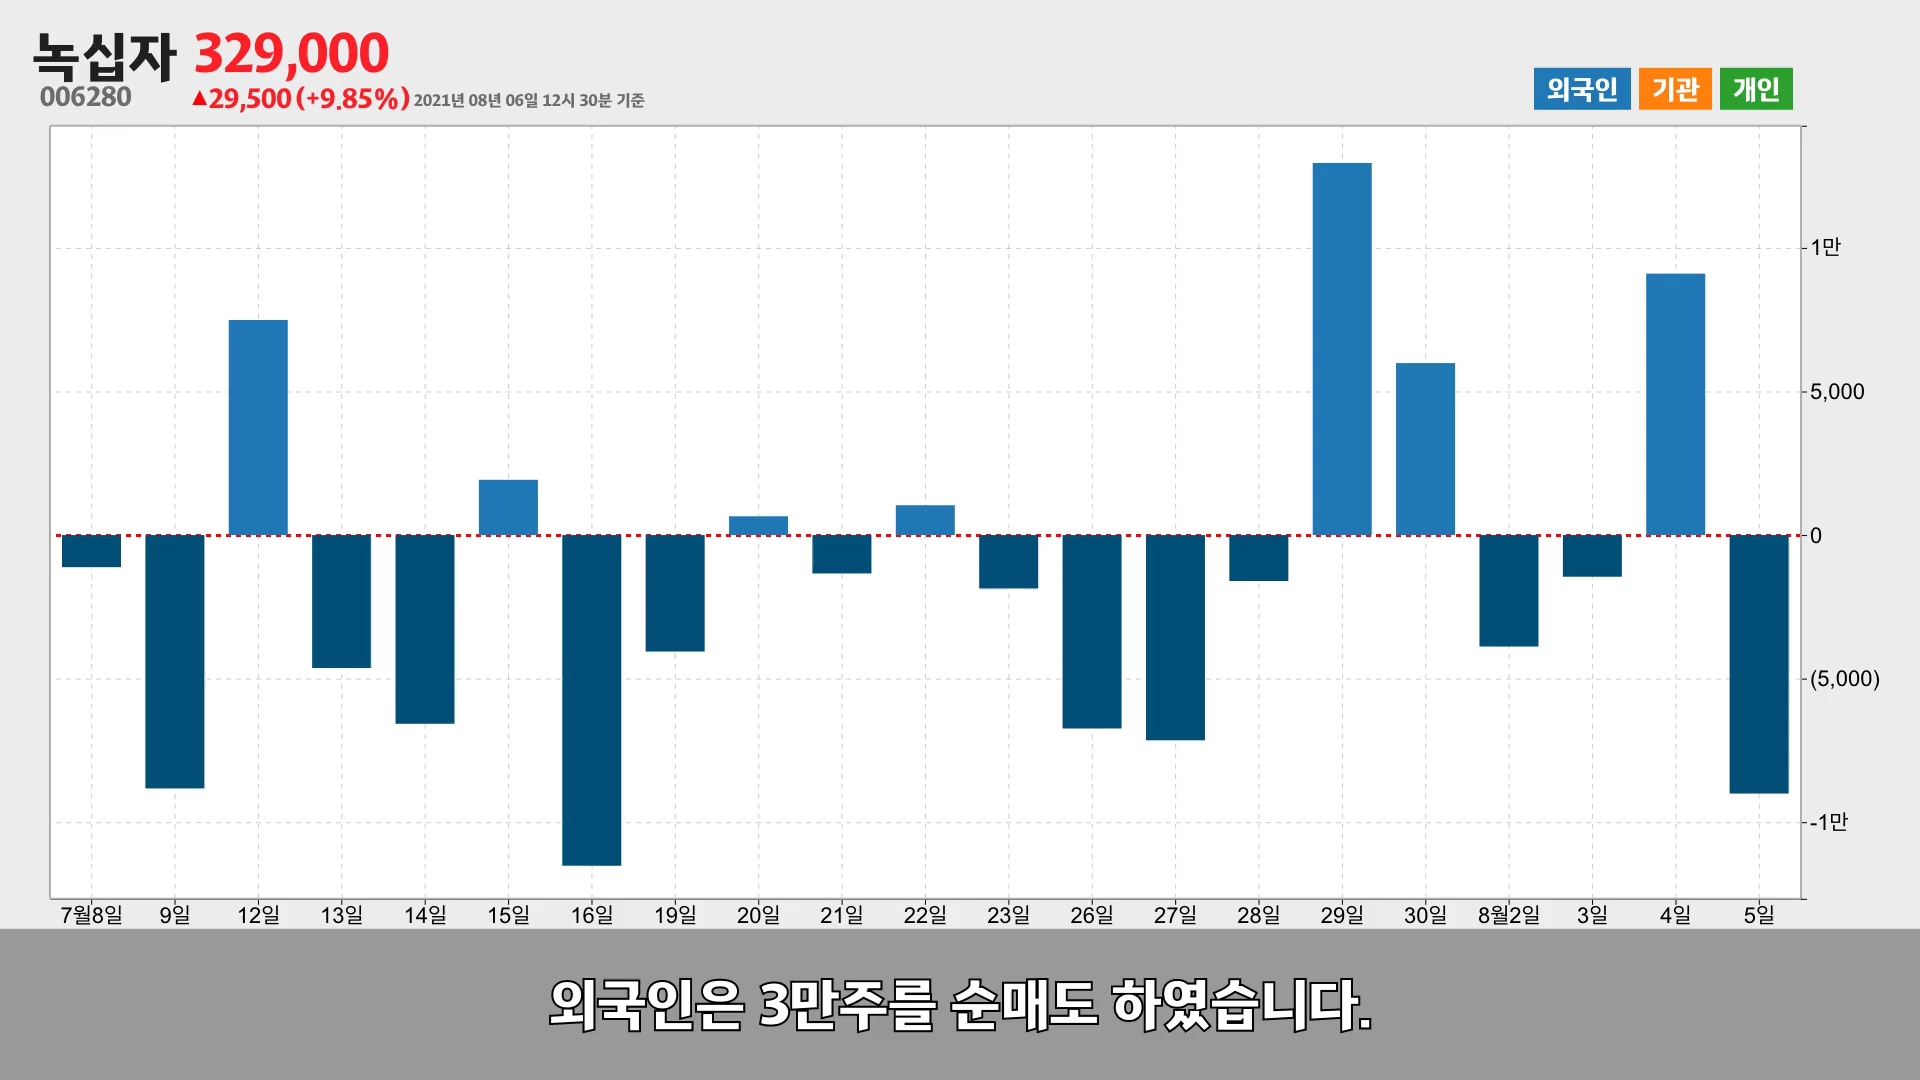 녹십자 329,000
006280 ▲29,500 (+9.85%) 2021년 08년 06일 12시 30분 기준
외국인 기관 개인
1만
5,000
0
(5,000)
-1만
7월8일 9일 12일 13일 14일 15일 16일 19일 20일 21일 22일 23일 26일 27일 28일 29일 30일 8월2일 3일 4일 5일
외국인은 3만주를 순매도 하였습니다.